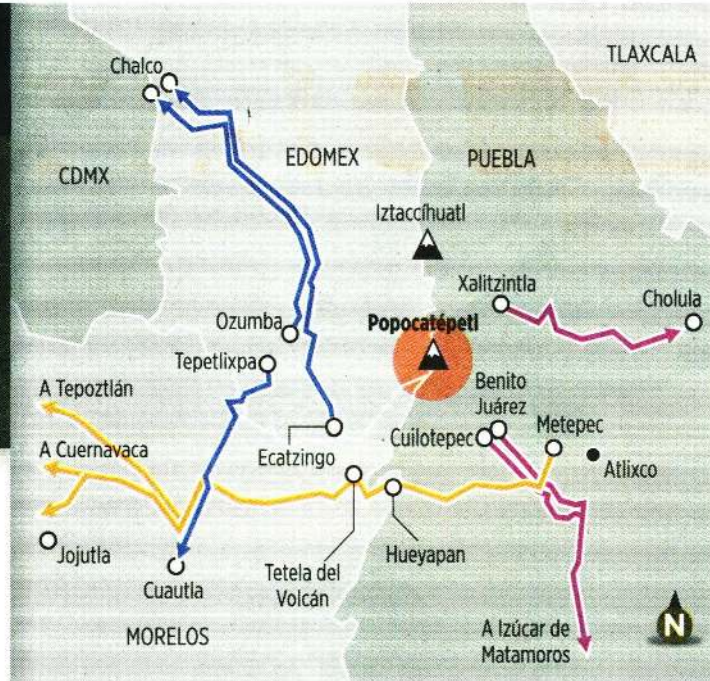 TLAXCALA
Chalco
EDOMEX
PUEBLA
CDMX
Iztaccíhuatl
Xalitzintla
Cholula
Ozumba
Popocatépetl
Tepetlixpa
A Tepoztlán
Benito
Juárez
Metepec
Cuilotepec
A Cuernavaca
Ecatzingo
Atlixco
Jojutla
Hueyapan
Cuautla
Tetela del
Volcán
MORELOS
A Izúcar de
Matamoros
N